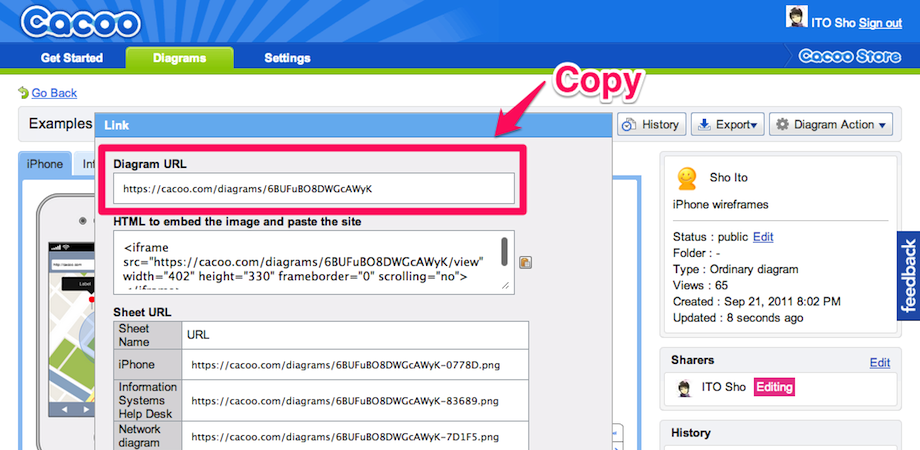 Cacoo
ITO Sho Sign out
Get Started
Diagrams
Settings
Cacoo Store
Copy
Go Back
Examples
Link
History
Export
Diagram Action
iPhone
Diagram URL
https://cacoo.com/diagrams/6BUFuBO8DWGcAWyK
HTML to embed the image and paste the site
<iframe
src="https://cacoo.com/diagrams/6BUFuBO8DWGcAWyK/view"
width="402" height="330" frameborder="0" scrolling="no">
</iframe>
Sheet URL
Sheet Name
URL
iPhone
https://cacoo.com/diagrams/6BUFuBO8DWGcAWyK-0778D.png
Information
Systems
Help Desk
https://cacoo.com/diagrams/6BUFuBO8DWGcAWyK-83689.png
Network
diagram
https://cacoo.com/diagrams/6BUFuBO8DWGcAWyK-7D1F5.png
Label
Sho Ito
iPhone wireframes
Status : public Edit
Folder : -
Type : Ordinary diagram
Views : 65
Created : Sep 21, 2011 8:02 PM
Updated : 8 seconds ago
feedback
Sharers
Edit
ITO Sho Editing
History